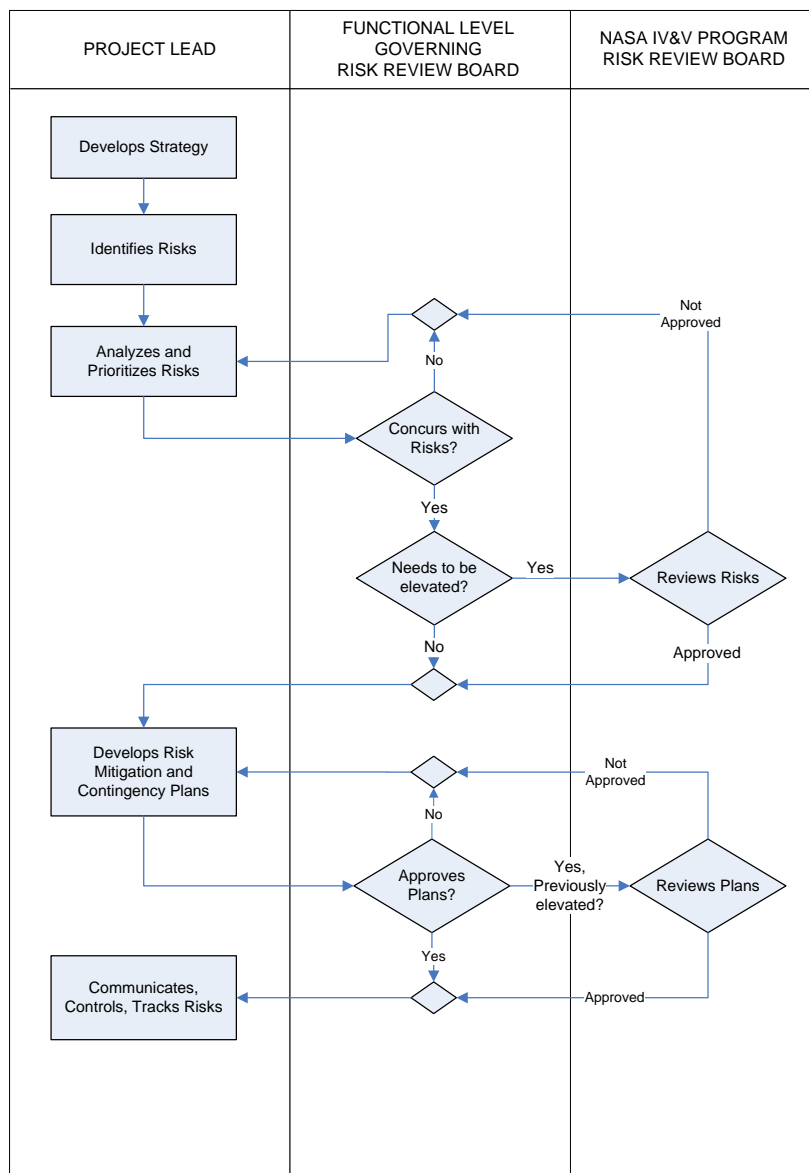 PROJECT LEAD
FUNCTIONAL LEVEL
GOVERNING
RISK REVIEW BOARD
NASA IV&V PROGRAM
RISK REVIEW BOARD
Develops Strategy
Identifies Risks
Analyzes and
Prioritizes Risks
Not
Approved
No
Concurs with
Risks?
Yes
Needs to be
elevated?
Yes
Reviews Risks
No
Approved
Develops Risk
Mitigation and
Contingency Plans
Not
Approved
No
Approves
Plans?
Yes,
Previously
elevated?
Reviews Plans
Yes
Communicates,
Controls, Tracks Risks
Approved